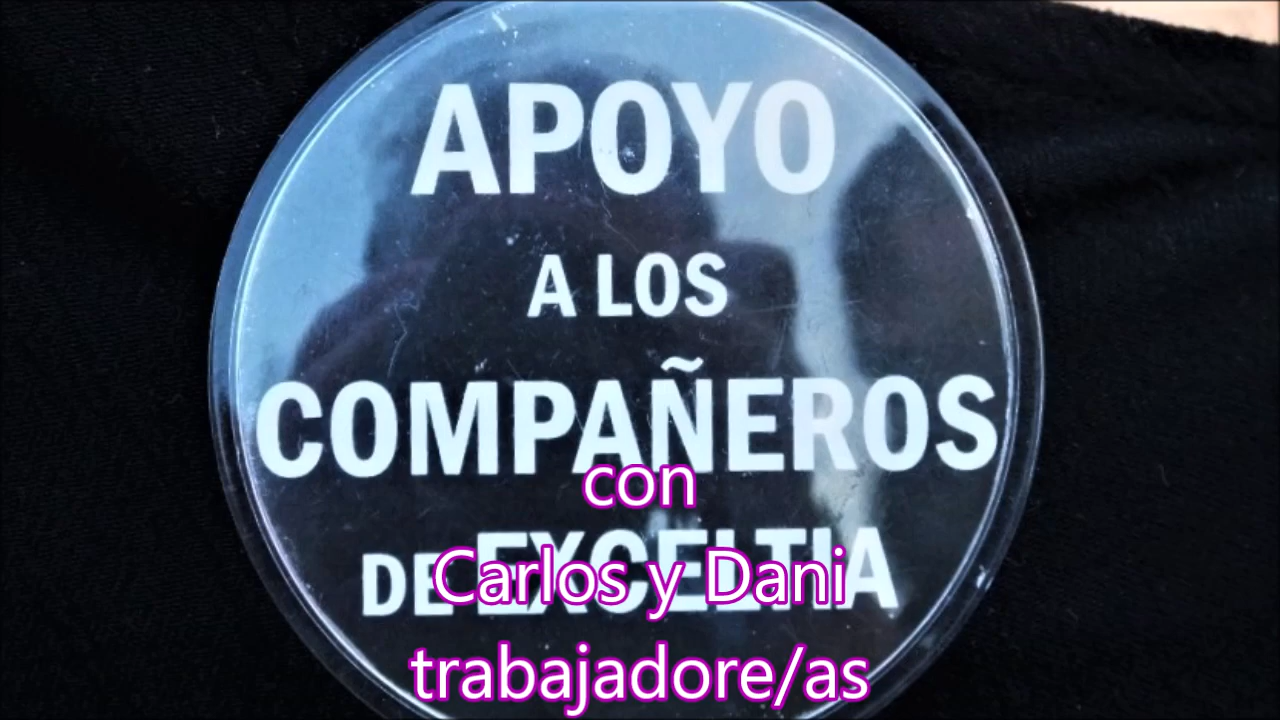 APOYO
A LOS
COMPAÑEROS
con
DE EXCELTIA
Carlos y Dani
trabajadore/as